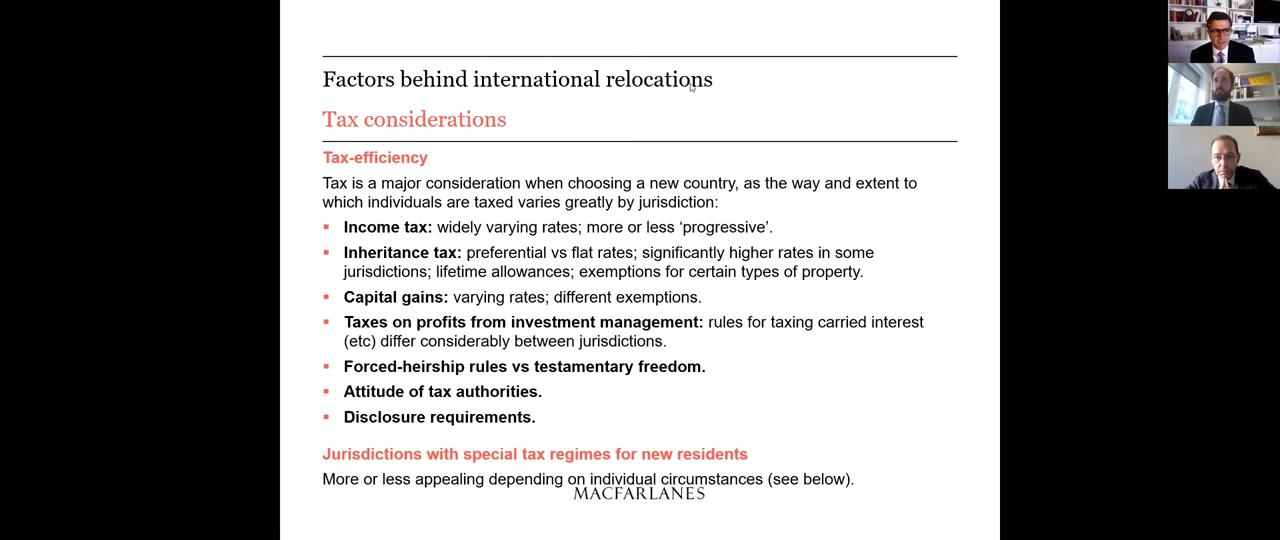 Factors behind international relocations
Tax considerations
Tax-efficiency
Tax is a major consideration when choosing a new country, as the way and extent to
which individuals are taxed varies greatly by jurisdiction:
▪ Income tax: widely varying rates; more or less ‘progressive’.
▪ Inheritance tax: preferential vs flat rates; significantly higher rates in some
jurisdictions; lifetime allowances; exemptions for certain types of property.
▪ Capital gains: varying rates; different exemptions.
▪ Taxes on profits from investment management: rules for taxing carried interest
(etc) differ considerably between jurisdictions.
▪ Forced-heirship rules vs testamentary freedom.
▪ Attitude of tax authorities.
▪ Disclosure requirements.
Jurisdictions with special tax regimes for new residents
More or less appealing depending on individual circumstances (see below).
MACFARLANES